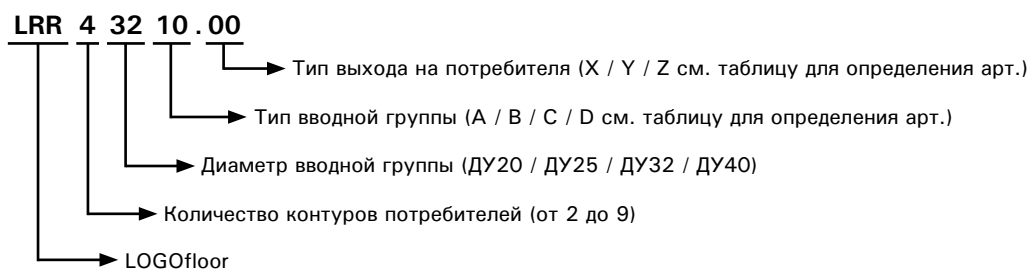 LRR 4 32 10 . 00
Тип выхода на потребителя (X / Y / Z см. таблицу для определения арт.)
Тип вводной группы (A / B / C / D см. таблицу для определения арт.)
Диаметр вводной группы (ДУ20 / ДУ25 / ДУ32 / ДУ40)
Количество контуров потребителей (от 2 до 9)
LOGOfloor